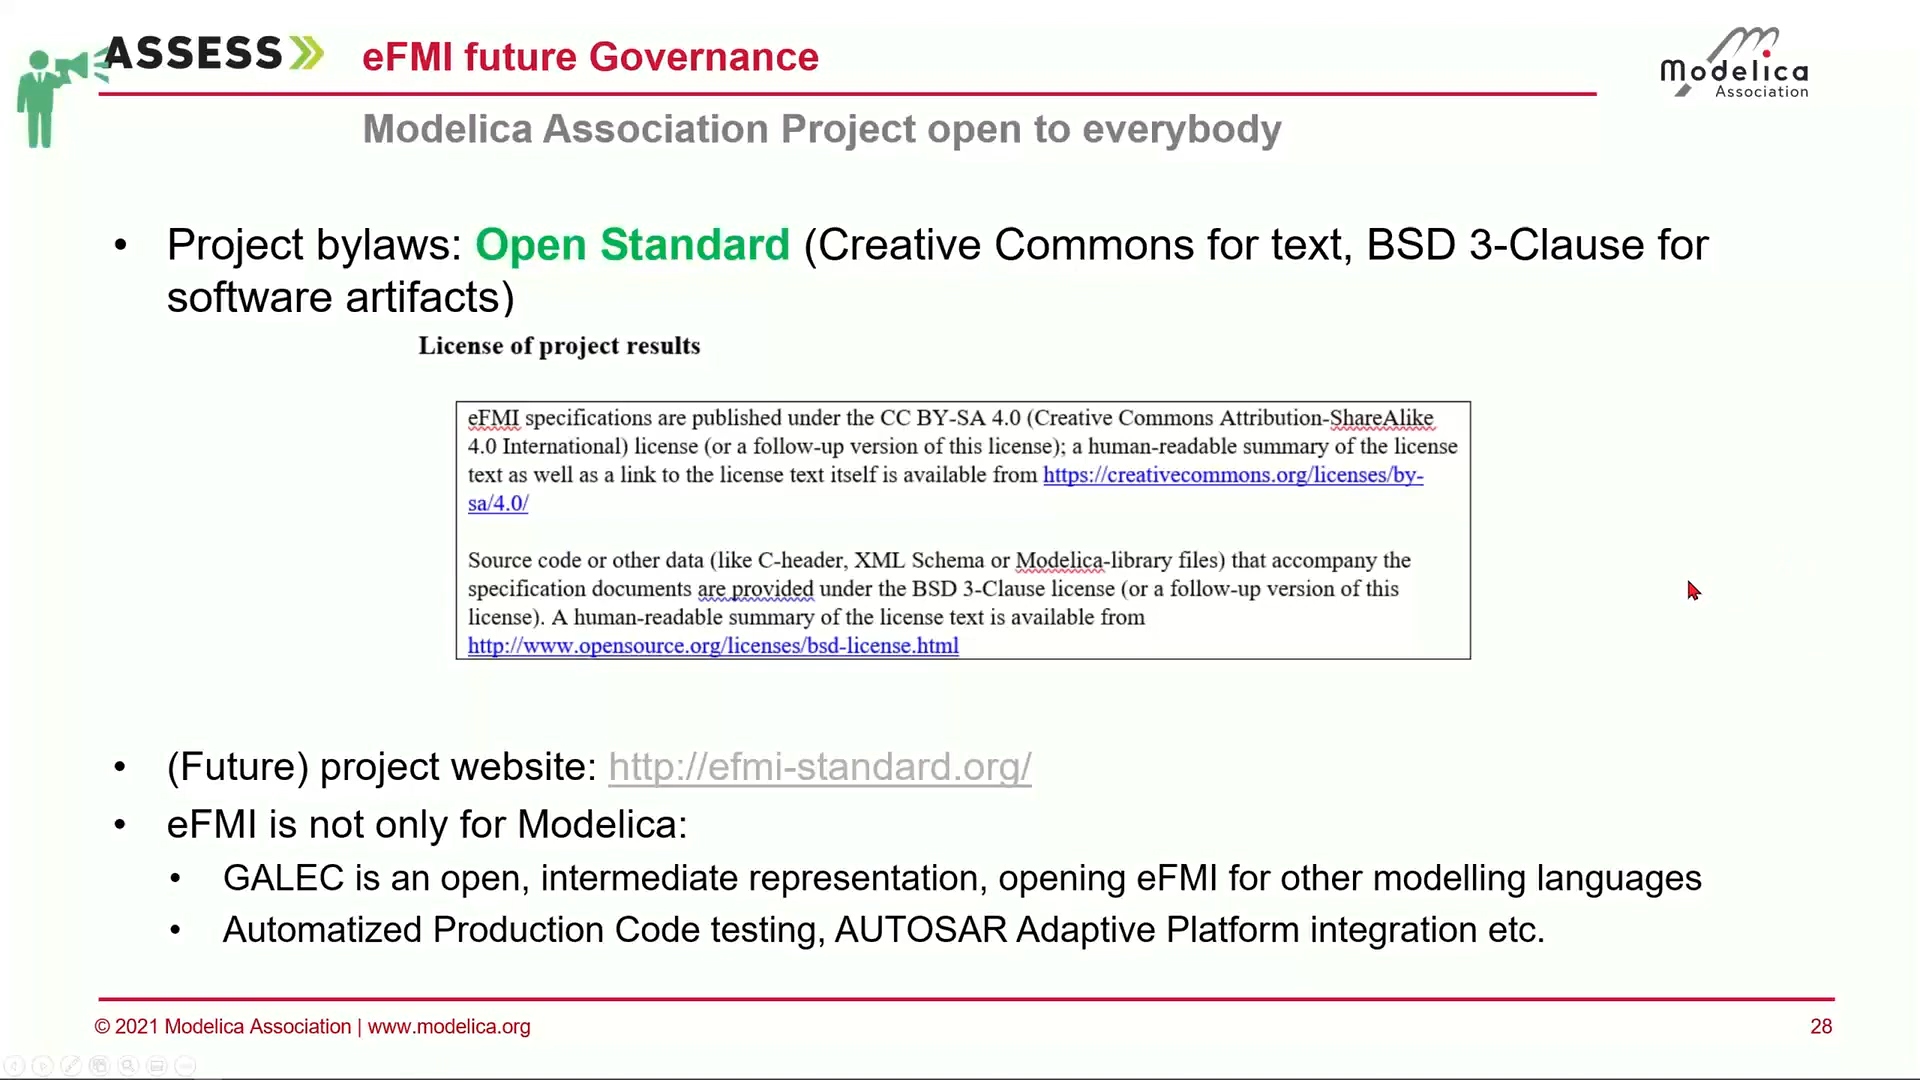 ASSESS
eFMI future Governance
Modelica
Association
Modelica Association Project open to everybody
• Project bylaws: Open Standard (Creative Commons for text, BSD 3-Clause for
software artifacts)
License of project results
eFMI specifications are published under the CC BY-SA 4.0 (Creative Commons Attribution-ShareAlike
4.0 International) license (or a follow-up version of this license); a human-readable summary of the license
text as well as a link to the license text itself is available from https://creativecommons.org/licenses/by-
sa/4.0/
Source code or other data (like C-header, XML Schema or Modelica-library files) that accompany the
specification documents are provided under the BSD 3-Clause license (or a follow-up version of this
license). A human-readable summary of the license text is available from
http://www.opensource.org/licenses/bsd-license.html
• (Future) project website: http://efmi-standard.org/
• eFMI is not only for Modelica:
• GALEC is an open, intermediate representation, opening eFMI for other modelling languages
• Automatized Production Code testing, AUTOSAR Adaptive Platform integration etc.
© 2021 Modelica Association | www.modelica.org
28